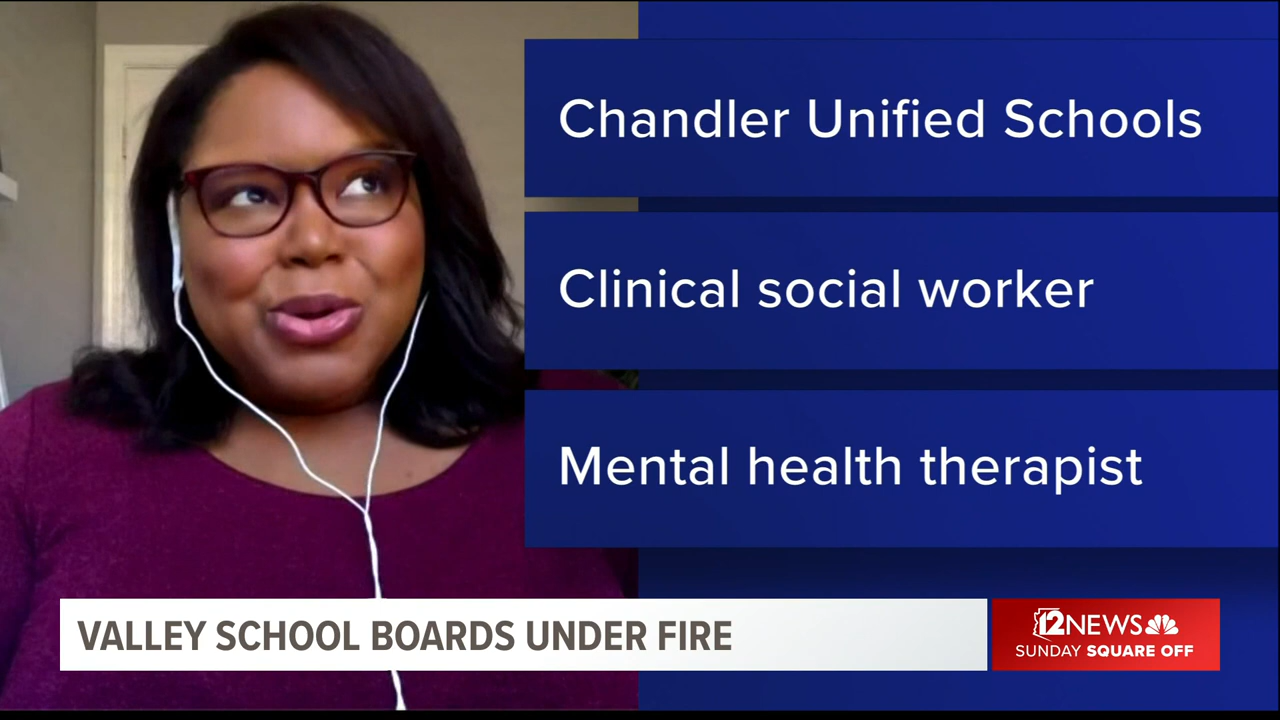 Chandler Unified Schools
Clinical social worker
Mental health therapist
VALLEY SCHOOL BOARDS UNDER FIRE
12NEWS
SUNDAY SQUARE OFF